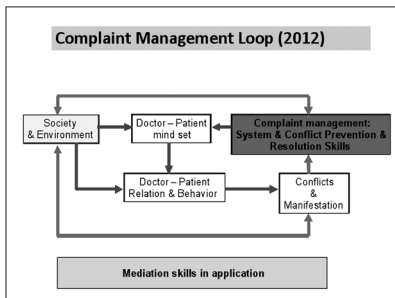 Complaint Management Loop (2012)
Society
& Environment
Doctor – Patient
mind set
Complaint management:
System & Conflict Prevention &
Resolution Skills
Doctor – Patient
Relation & Behavior
Conflicts
&
Manifestation
Mediation skills in application